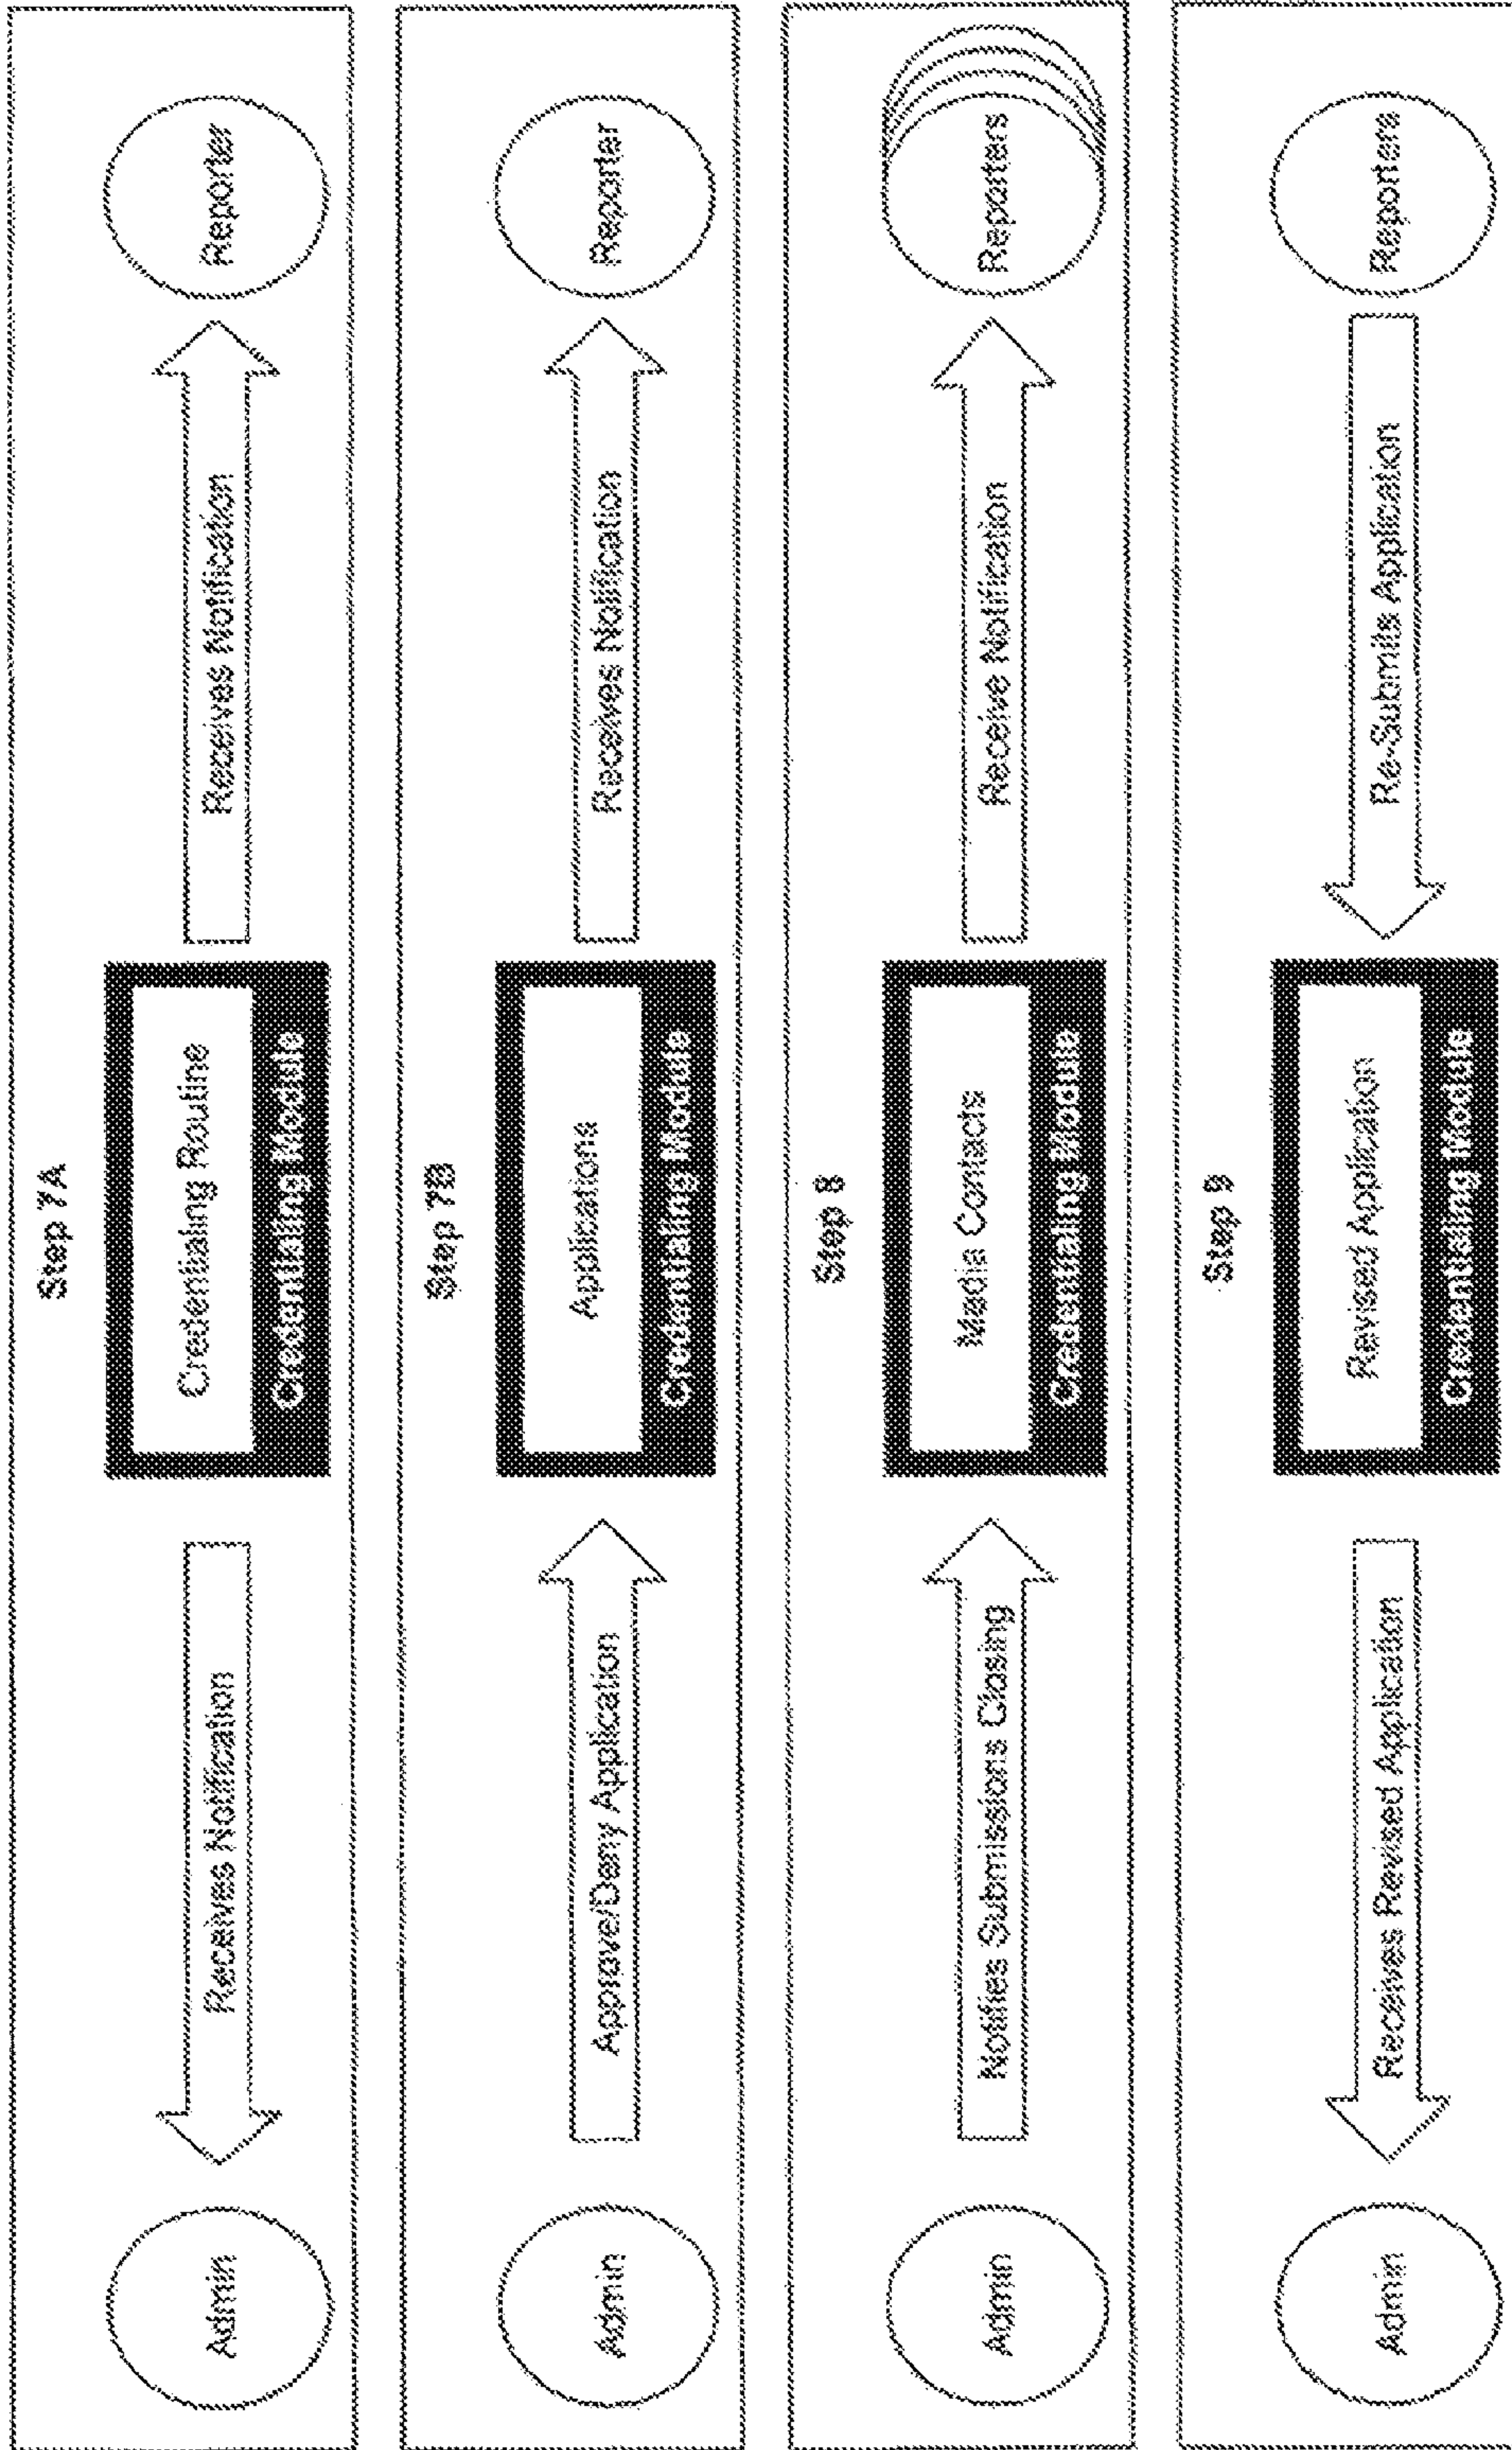 Step 7A
Admin
Receives Notification
Credentialing Routine
Credentialing Module
Receives Notification
Reporter
Step 7B
Admin
Approve/Deny Application
Applications
Credentialing Module
Receives Notification
Reporter
Step 8
Admin
Notifies Submissions Closing
Media Contacts
Credentialing Module
Receive Notification
Reporters
Step 9
Admin
Receives Revised Application
Revised Application
Credentialing Module
Re-Submits Application
Reporters